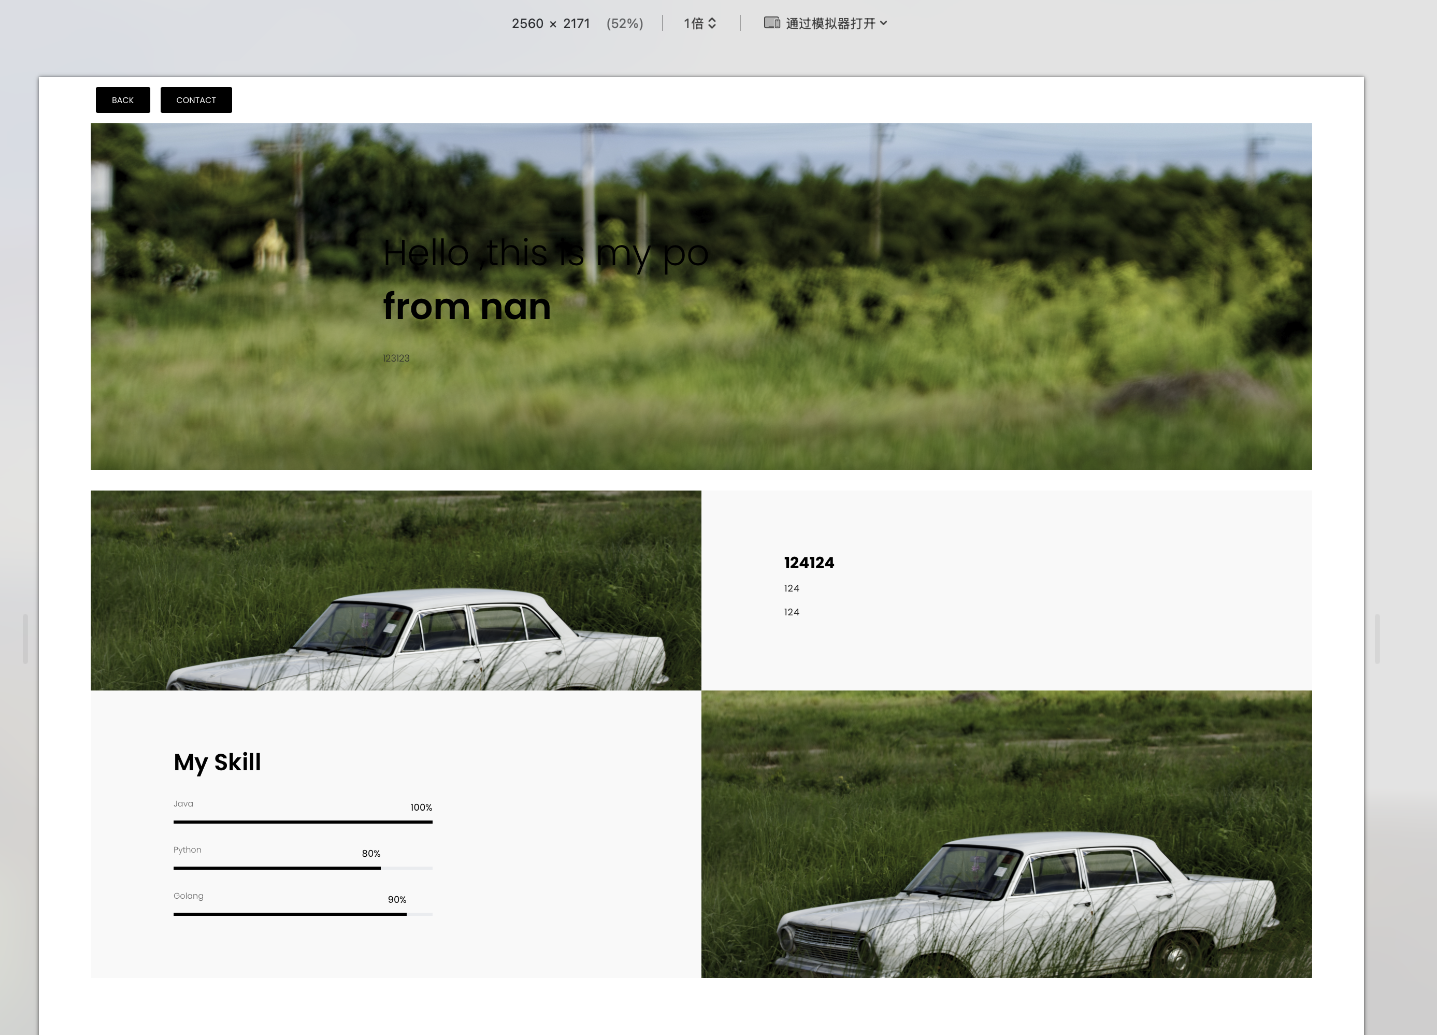 2560 × 2171 (52%) 1倍 通过模拟器打开
BACK CONTACT
Hello ,this is my po
from nan
123123
124124
124
124
My Skill
Java 100%
Python 80%
Golang 90%